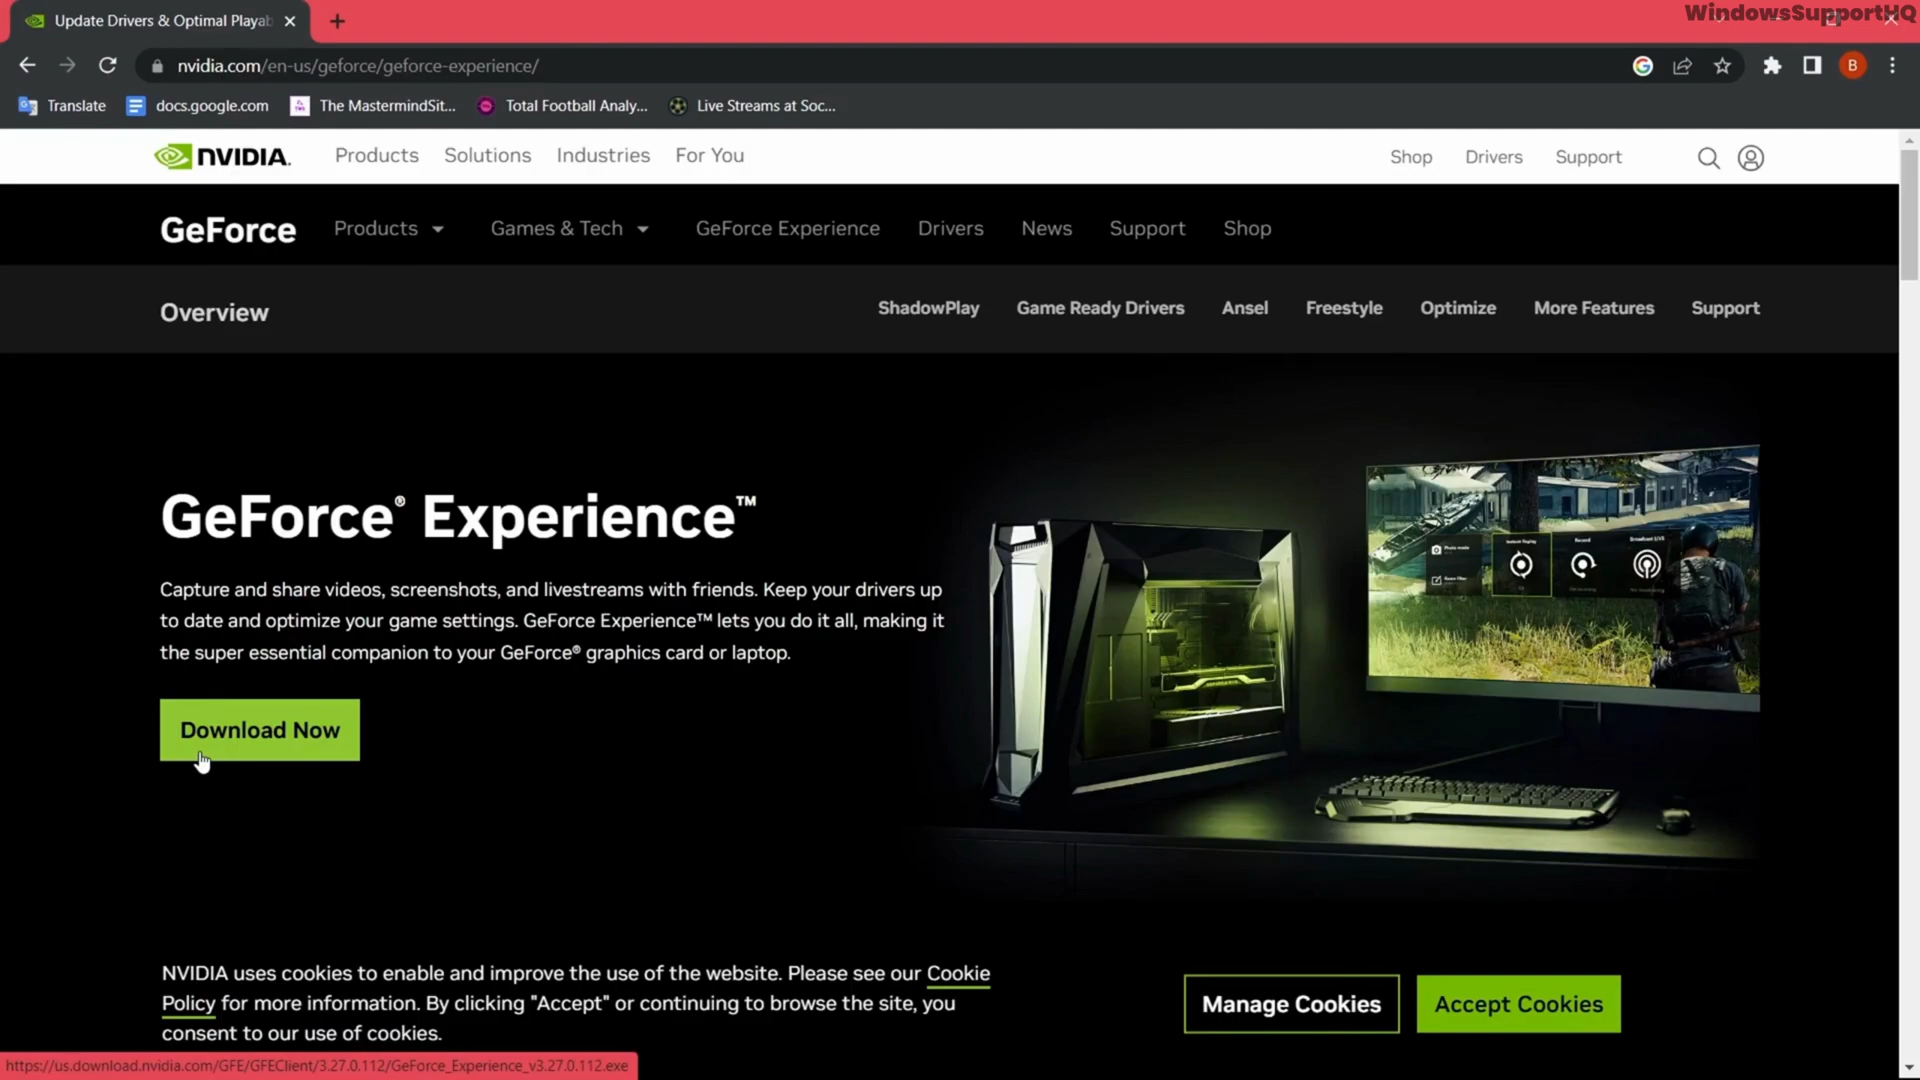 WindowsSupportHQ
Update Drivers & Optimal Playab
nvidia.com/en-us/geforce/geforce-experience/
B
Translate
docs.google.com
The MastermindSit...
Total Football Analy...
Live Streams at Soc...
NVIDIA.
Products
Solutions
Industries
For You
Shop
Drivers
Support
GeForce
Products
Games & Tech
GeForce Experience
Drivers
News
Support
Shop
Overview
ShadowPlay
Game Ready Drivers
Ansel
Freestyle
Optimize
More Features
Support
GeForce® Experience™
Capture and share videos, screenshots, and livestreams with friends. Keep your drivers up
to date and optimize your game settings. GeForce Experience™ lets you do it all, making it
the super essential companion to your GeForce® graphics card or laptop.
Download Now
Photo mode
Instant Replay
Record
Broadcast LIVE
NVIDIA uses cookies to enable and improve the use of the website. Please see our Cookie
Policy for more information. By clicking "Accept" or continuing to browse the site, you
consent to our use of cookies.
Manage Cookies
Accept Cookies
https://us.download.nvidia.com/GFE/GFEClient/3.27.0.112/GeForce_Experience_v3.27.0.112.exe